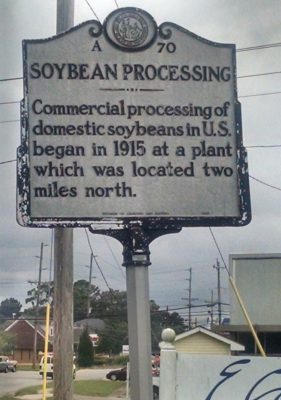 A 70
SOYBEAN PROCESSING
Commercial processing of
domestic soybeans in U.S.
began in 1915 at a plant
which was located two
miles north.